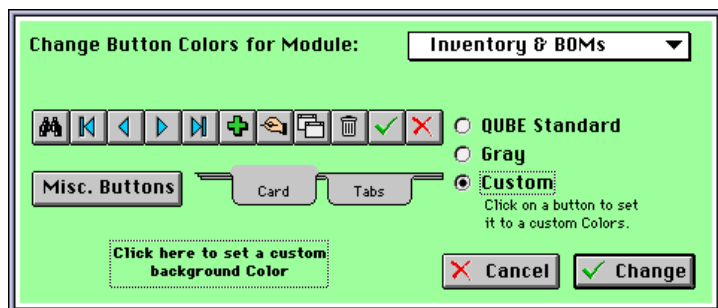 Change Button Colors for Module:
Inventory & BOMs
QUBE Standard
Gray
Custom
Click on a button to set
it to a custom Colors.
Misc. Buttons
Card
Tabs
Click here to set a custom
background Color
Cancel
Change